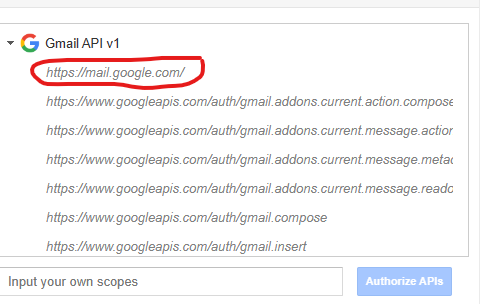 Gmail API v1
https://mail.google.com/
https://www.googleapis.com/auth/gmail.addons.current.action.compose
https://www.googleapis.com/auth/gmail.addons.current.message.action
https://www.googleapis.com/auth/gmail.addons.current.message.metad
https://www.googleapis.com/auth/gmail.addons.current.message.readc
https://www.googleapis.com/auth/gmail.compose
https://www.googleapis.com/auth/gmail.insert
Input your own scopes
Authorize APIs